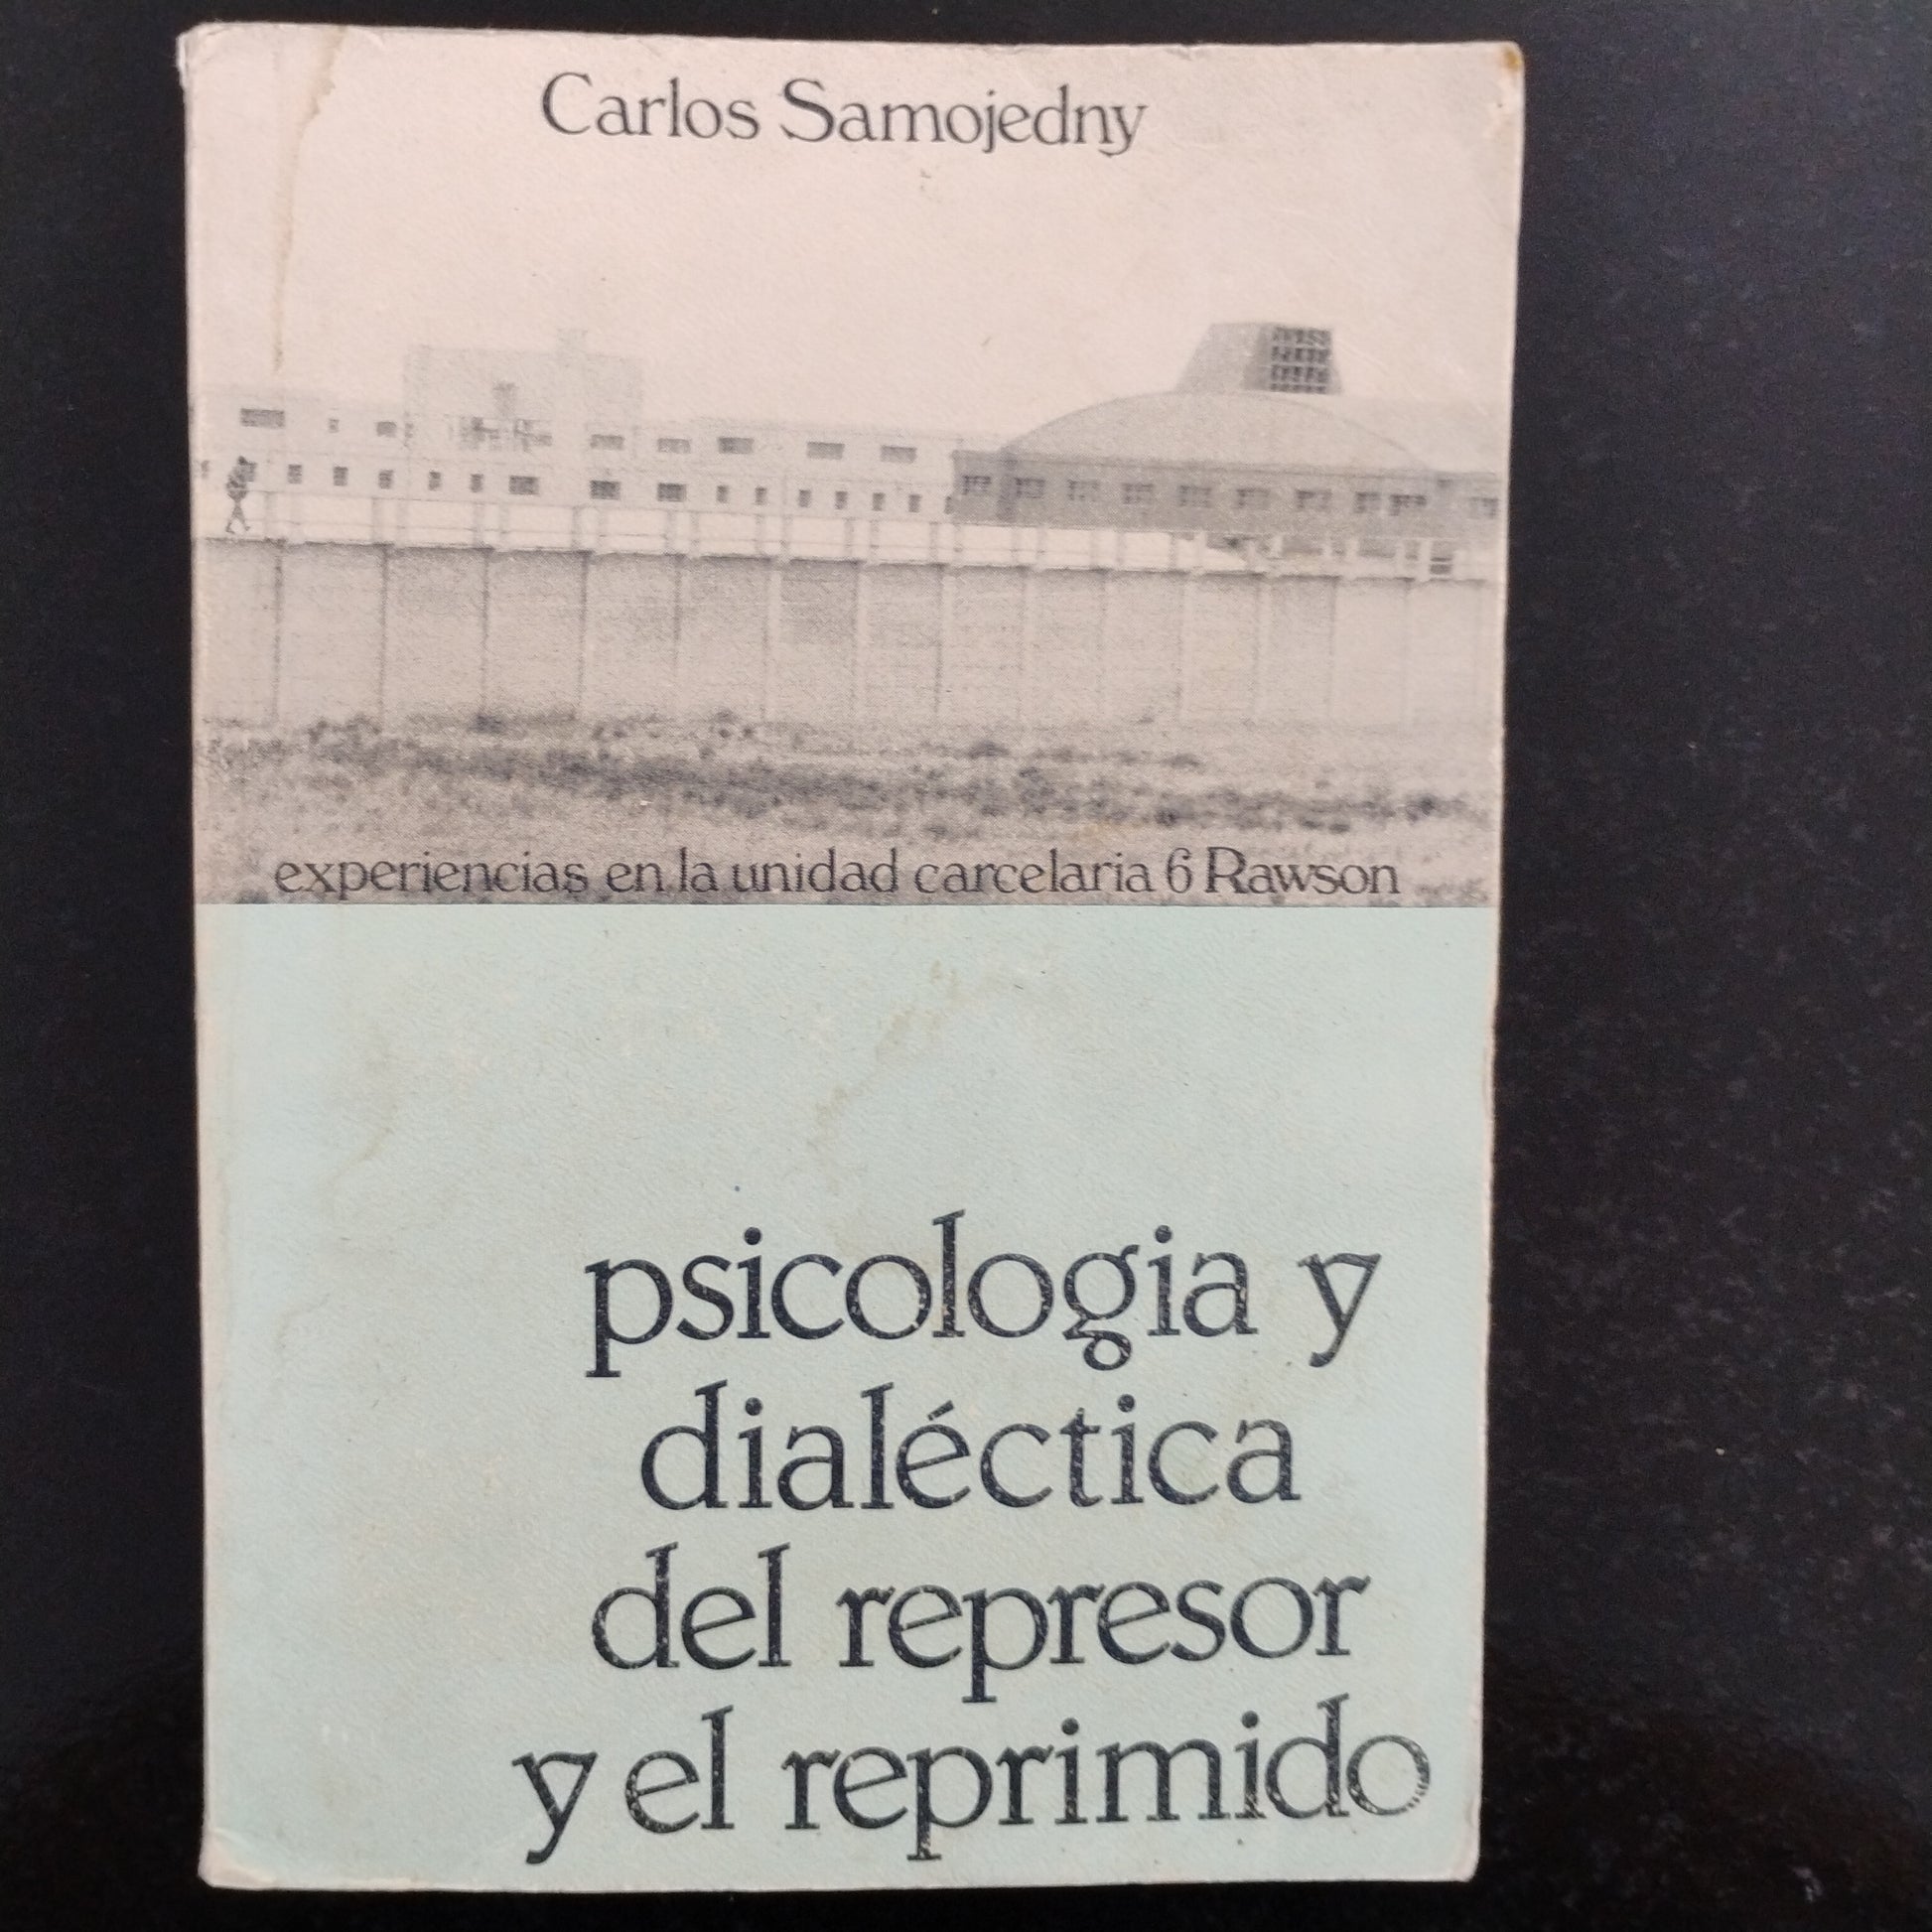 Carlos Samojedny
experiencias en la unidad carcelaria 6 Rawson
psicologia y
dialéctica
del represor
y el reprimido